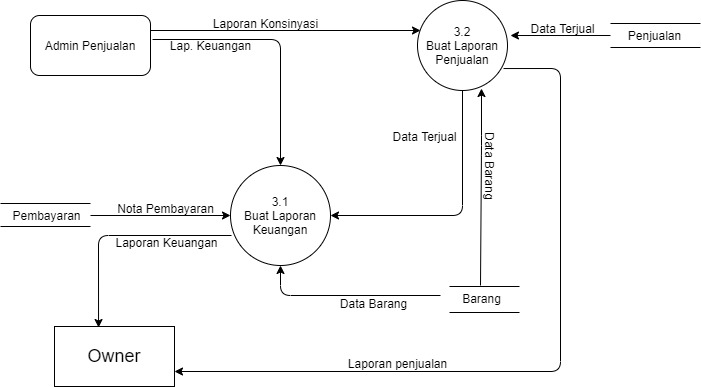 Laporan Konsinyasi
Admin Penjualan
Lap. Keuangan
3.2
Buat Laporan
Penjualan
Data Terjual
Penjualan
Data Terjual
Data Barang
3.1
Buat Laporan
Keuangan
Pembayaran
Nota Pembayaran
Laporan Keuangan
Data Barang
Barang
Owner
Laporan penjualan